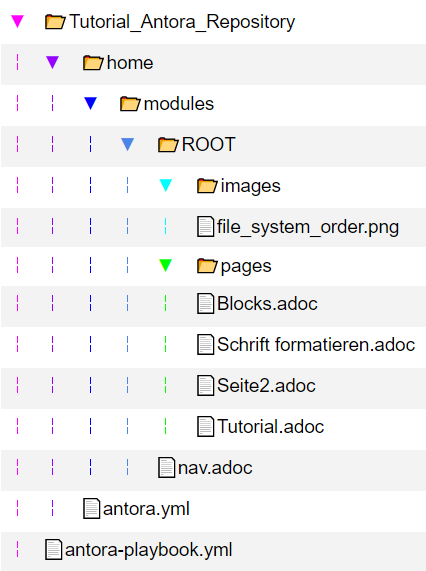 Tutorial_Antora_Repository
home
modules
ROOT
images
file_system_order.png
pages
Blocks.adoc
Schrift formatieren.adoc
Seite2.adoc
Tutorial.adoc
nav.adoc
antora.yml
antora-playbook.yml